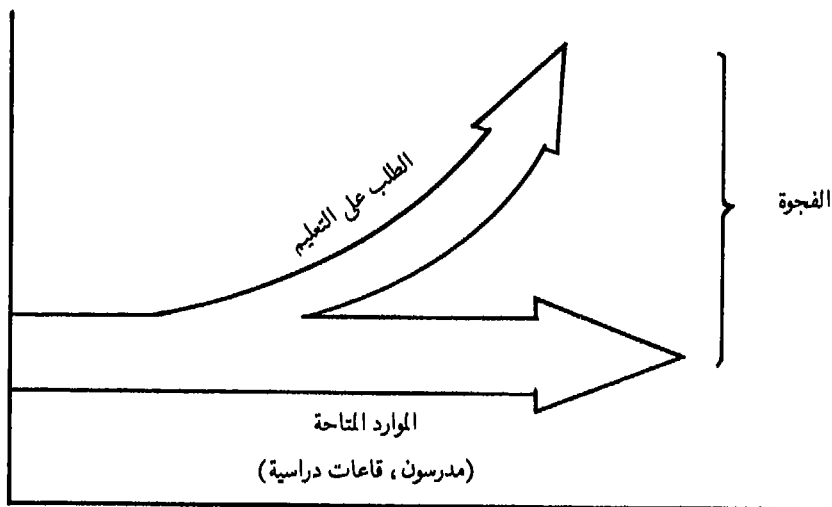 الطلب على التعليم
الفجوة
الموارد المتاحة
(مدرسون ، قاعات دراسية)